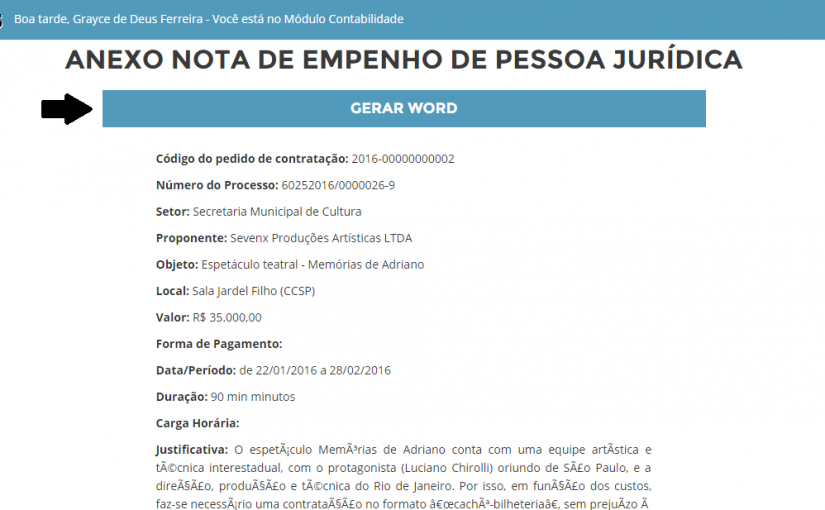 Boa tarde, Grayce de Deus Ferreira - Você está no Módulo Contabilidade
ANEXO NOTA DE EMPENHO DE PESSOA JURÍDICA
GERAR WORD
Código do pedido de contratação: 2016-00000000002
Número do Processo: 60252016/0000026-9
Setor: Secretaria Municipal de Cultura
Proponente: Sevenx Produções Artísticas LTDA
Objeto: Espetáculo teatral - Memórias de Adriano
Local: Sala Jardel Filho (CCSP)
Valor: R$ 35.000,00
Forma de Pagamento:
Data/Período: de 22/01/2016 a 28/02/2016
Duração: 90 min minutos
Carga Horária:
Justificativa: O espetÃ¡culo MemÃ³rias de Adriano conta com uma equipe artÃstica e
tÃ©cnica interestadual, com o protagonista (Luciano Chirolli) oriundo de SÃ£o Paulo, e a
direÃ§Ã£o, produÃ§Ã£o e tÃ©cnica do Rio de Janeiro. Por isso, em funÃ§Ã£o dos custos,
faz-se necessÃ¡rio uma contrataÃ§Ã£o no formato â€œcachÃª-bilheteriaâ€, sem prejuÃzo Ã